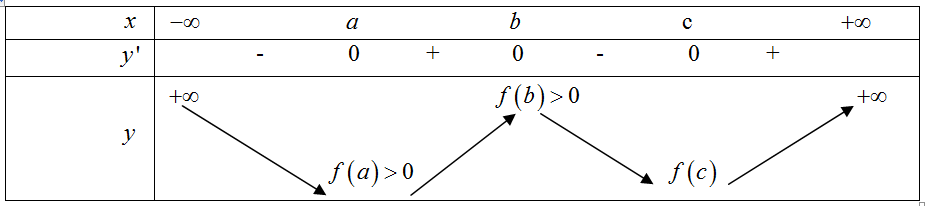 x −∞ a b c +∞
y' - 0 + 0 - 0 +
+∞ f(b)>0 +∞
y
f(a)>0 f(c)